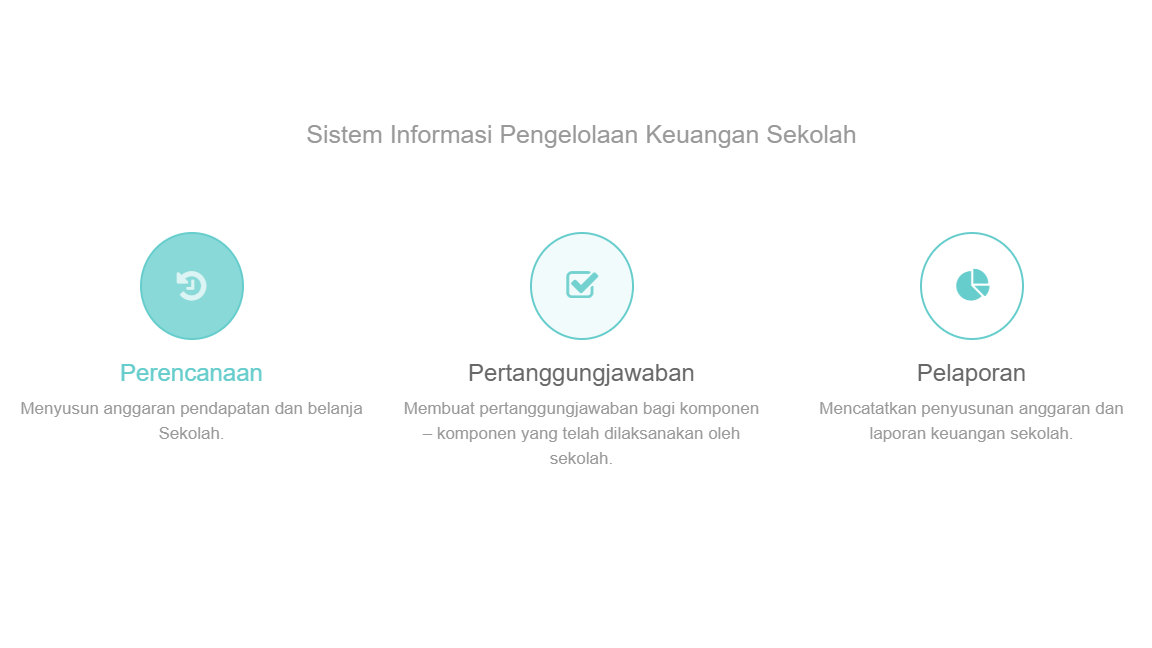 Sistem Informasi Pengelolaan Keuangan Sekolah
Perencanaan
Menyusun anggaran pendapatan dan belanja
Sekolah.
Pertanggungjawaban
Membuat pertanggungjawaban bagi komponen
– komponen yang telah dilaksanakan oleh
sekolah.
Pelaporan
Mencatatkan penyusunan anggaran dan
laporan keuangan sekolah.